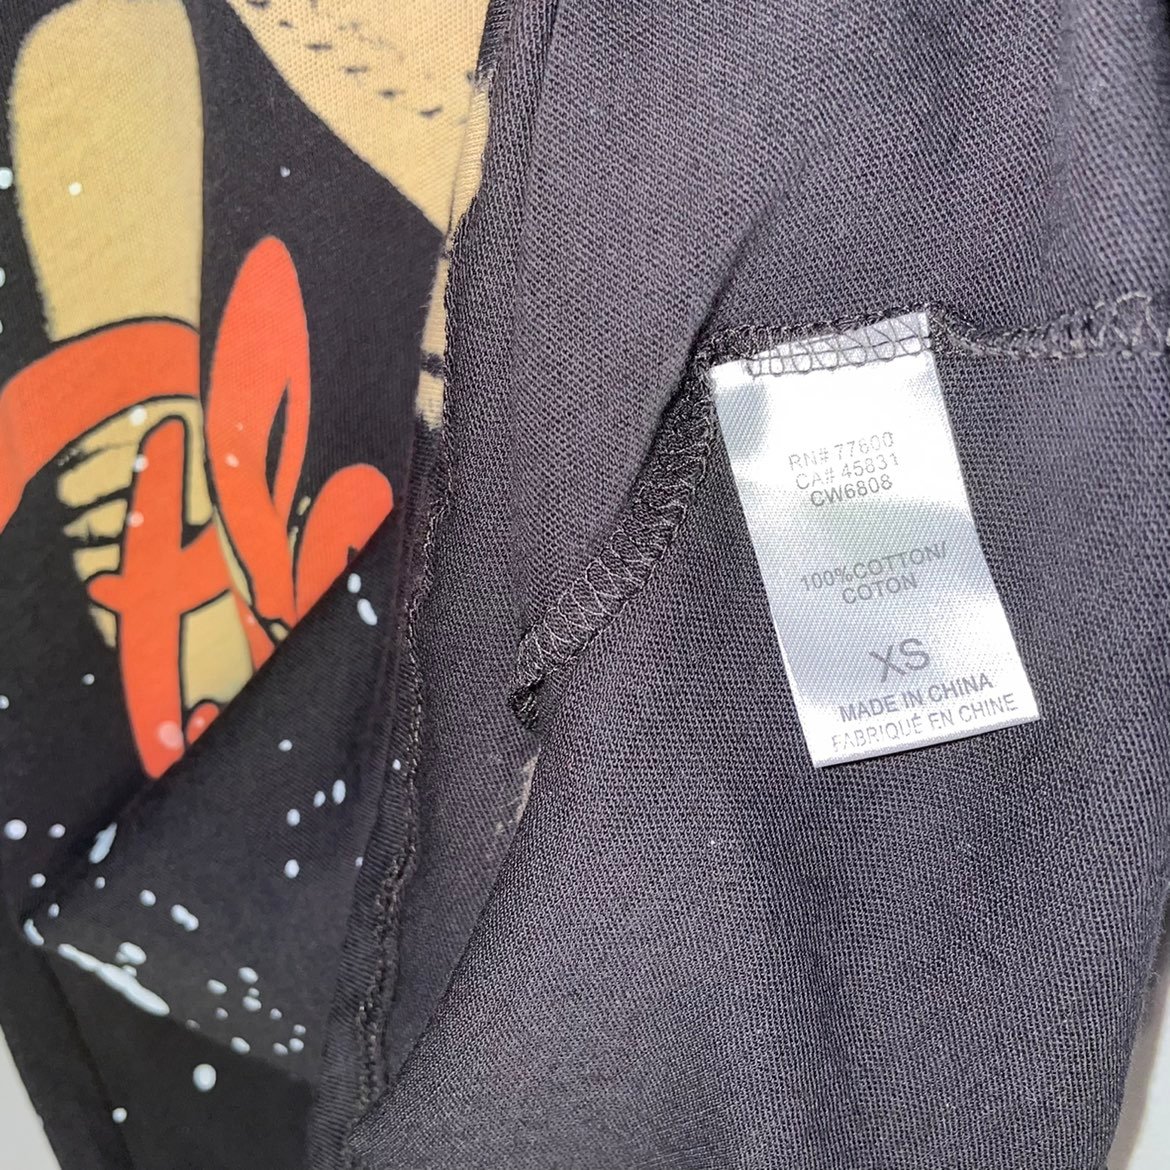 RN# 77600
CA# 45831
CW6808
100%COTTON/
COTON
XS
MADE IN CHINA
FABRIQUÉ EN CHINE